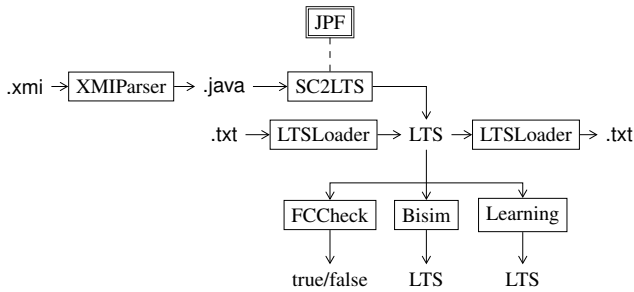 JPF
.xmi XMIParser .java SC2LTS
.txt LTSLoader LTS LTSLoader .txt
FCCheck Bisim Learning
true/false LTS LTS